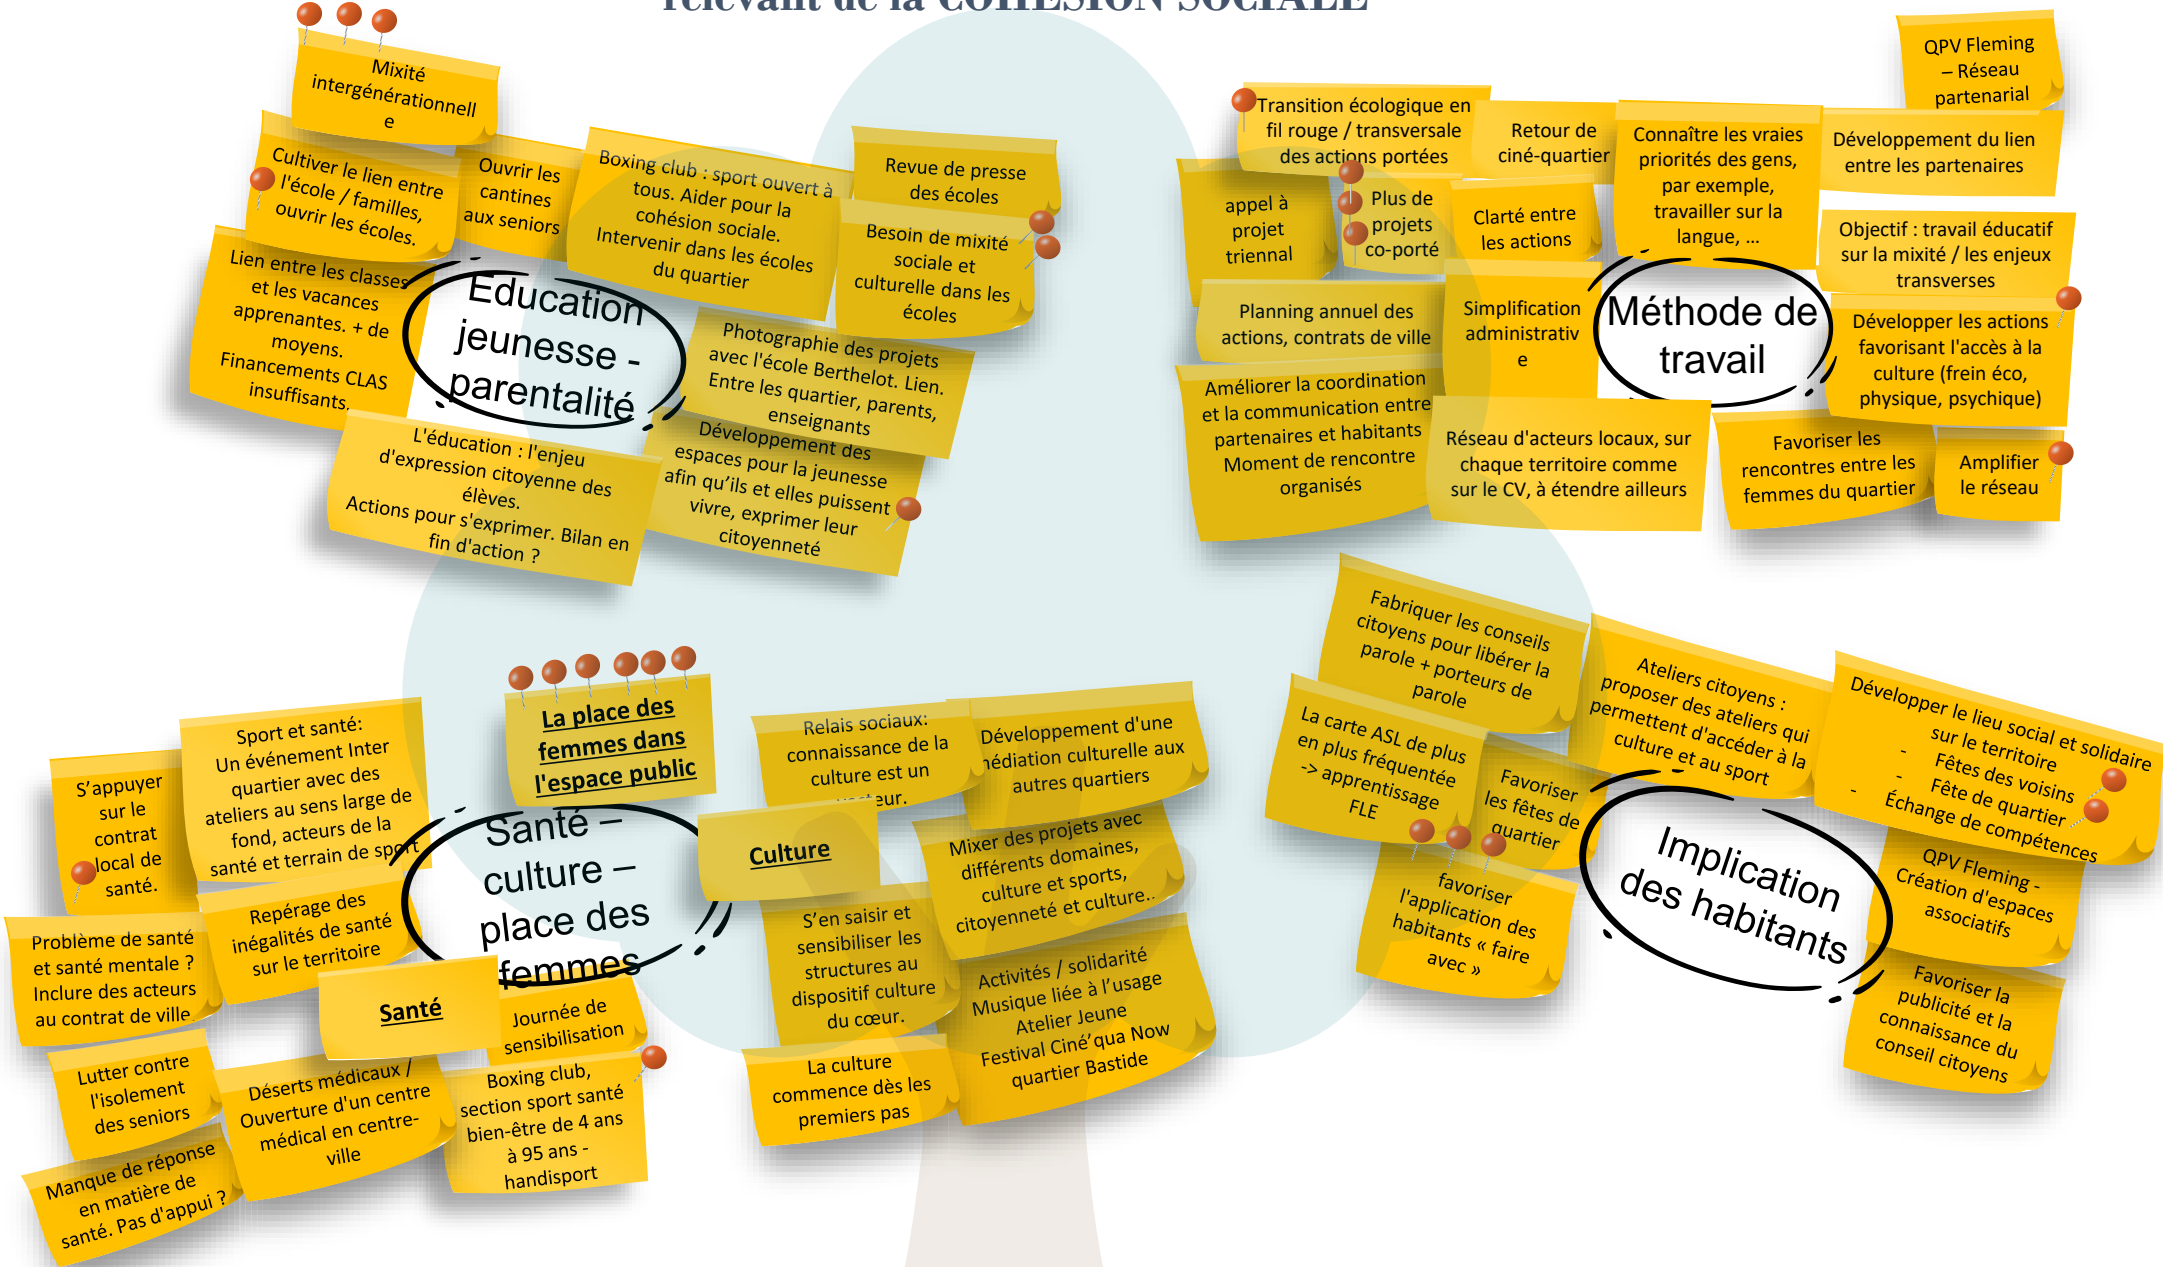 relevant de la COHESION SOCIALE
Mixité
intergénérationnell
e
Cultiver le lien entre
l'école / familles,
ouvrir les écoles.
Ouvrir les
cantines
aux seniors
Boxing club : sport ouvert à
tous. Aider pour la
cohésion sociale.
Intervenir dans les écoles
du quartier
Revue de presse
des écoles
Besoin de mixité
sociale et
culturelle dans les
écoles
Lien entre les classes
et les vacances
apprenantes. + de
moyens.
Financements CLAS
insuffisants.
Education
jeunesse -
parentalité
Photographie des projets
avec l'école Berthelot. Lien.
Entre les quartier, parents,
enseignants
L'éducation : l'enjeu
d'expression citoyenne des
élèves.
Actions pour s'exprimer. Bilan en
fin d'action ?
Développement des
espaces pour la jeunesse
afin qu'ils et elles puissent
vivre, exprimer leur
citoyenneté
QPV Fleming
– Réseau
partenarial
Transition écologique en
fil rouge / transversale
des actions portées
Retour de
ciné-quartier
Connaître les vraies
priorités des gens,
par exemple,
travailler sur la
langue, ...
Développement du lien
entre les partenaires
appel à
projet
triennal
Plus de
projets
co-porté
Clarté entre
les actions
Objectif : travail éducatif
sur la mixité / les enjeux
transverses
Planning annuel des
actions, contrats de ville
Simplification
administrativ
e
Méthode de
travail
Développer les actions
favorisant l'accès à la
culture (frein éco,
physique, psychique)
Améliorer la coordination
et la communication entre
partenaires et habitants
Moment de rencontre
organisés
Réseau d'acteurs locaux, sur
chaque territoire comme
sur le CV, à étendre ailleurs
Favoriser les
rencontres entre les
femmes du quartier
Amplifier
le réseau
La place des
femmes dans
l'espace public
S'appuyer
sur le
contrat
local de
santé.
Sport et santé:
Un événement Inter
quartier avec des
ateliers au sens large de
fond, acteurs de la
santé et terrain de sport
Santé –
culture –
place des
femmes
Relais sociaux:
connaissance de la
culture est un
Développement d'une
médiation culturelle aux
autres quartiers
Culture
Mixer des projets avec
différents domaines,
culture et sports,
citoyenneté et culture..
Problème de santé
et santé mentale ?
Inclure des acteurs
au contrat de ville
Repérage des
inégalités de santé
sur le territoire
Santé
Journée de
sensibilisation
S'en saisir et
sensibiliser les
structures au
dispositif culture
du cœur.
Activités / solidarité
Musique liée à l'usage
Atelier Jeune
Festival Ciné'qua Now
quartier Bastide
Lutter contre
l'isolement
des seniors
Déserts médicaux /
Ouverture d'un centre
médical en centre-
ville
Boxing club,
section sport santé
bien-être de 4 ans
à 95 ans -
handisport
La culture
commence dès les
premiers pas
Manque de réponse
en matière de
santé. Pas d'appui ?
Fabriquer les conseils
citoyens pour libérer la
parole + porteurs de
parole
Ateliers citoyens :
proposer des ateliers qui
permettent d'accéder à la
culture et au sport
Développer le lieu social et solidaire
sur le territoire
- Fêtes des voisins
- Fête de quartier
- Échange de compétences
La carte ASL de plus
en plus fréquentée
-> apprentissage
FLE
Favoriser
les fêtes de
quartier
favoriser
l'application des
habitants « faire
avec »
Implication
des habitants
QPV Fleming -
Création d'espaces
associatifs
Favoriser la
publicité et la
connaissance du
conseil citoyens